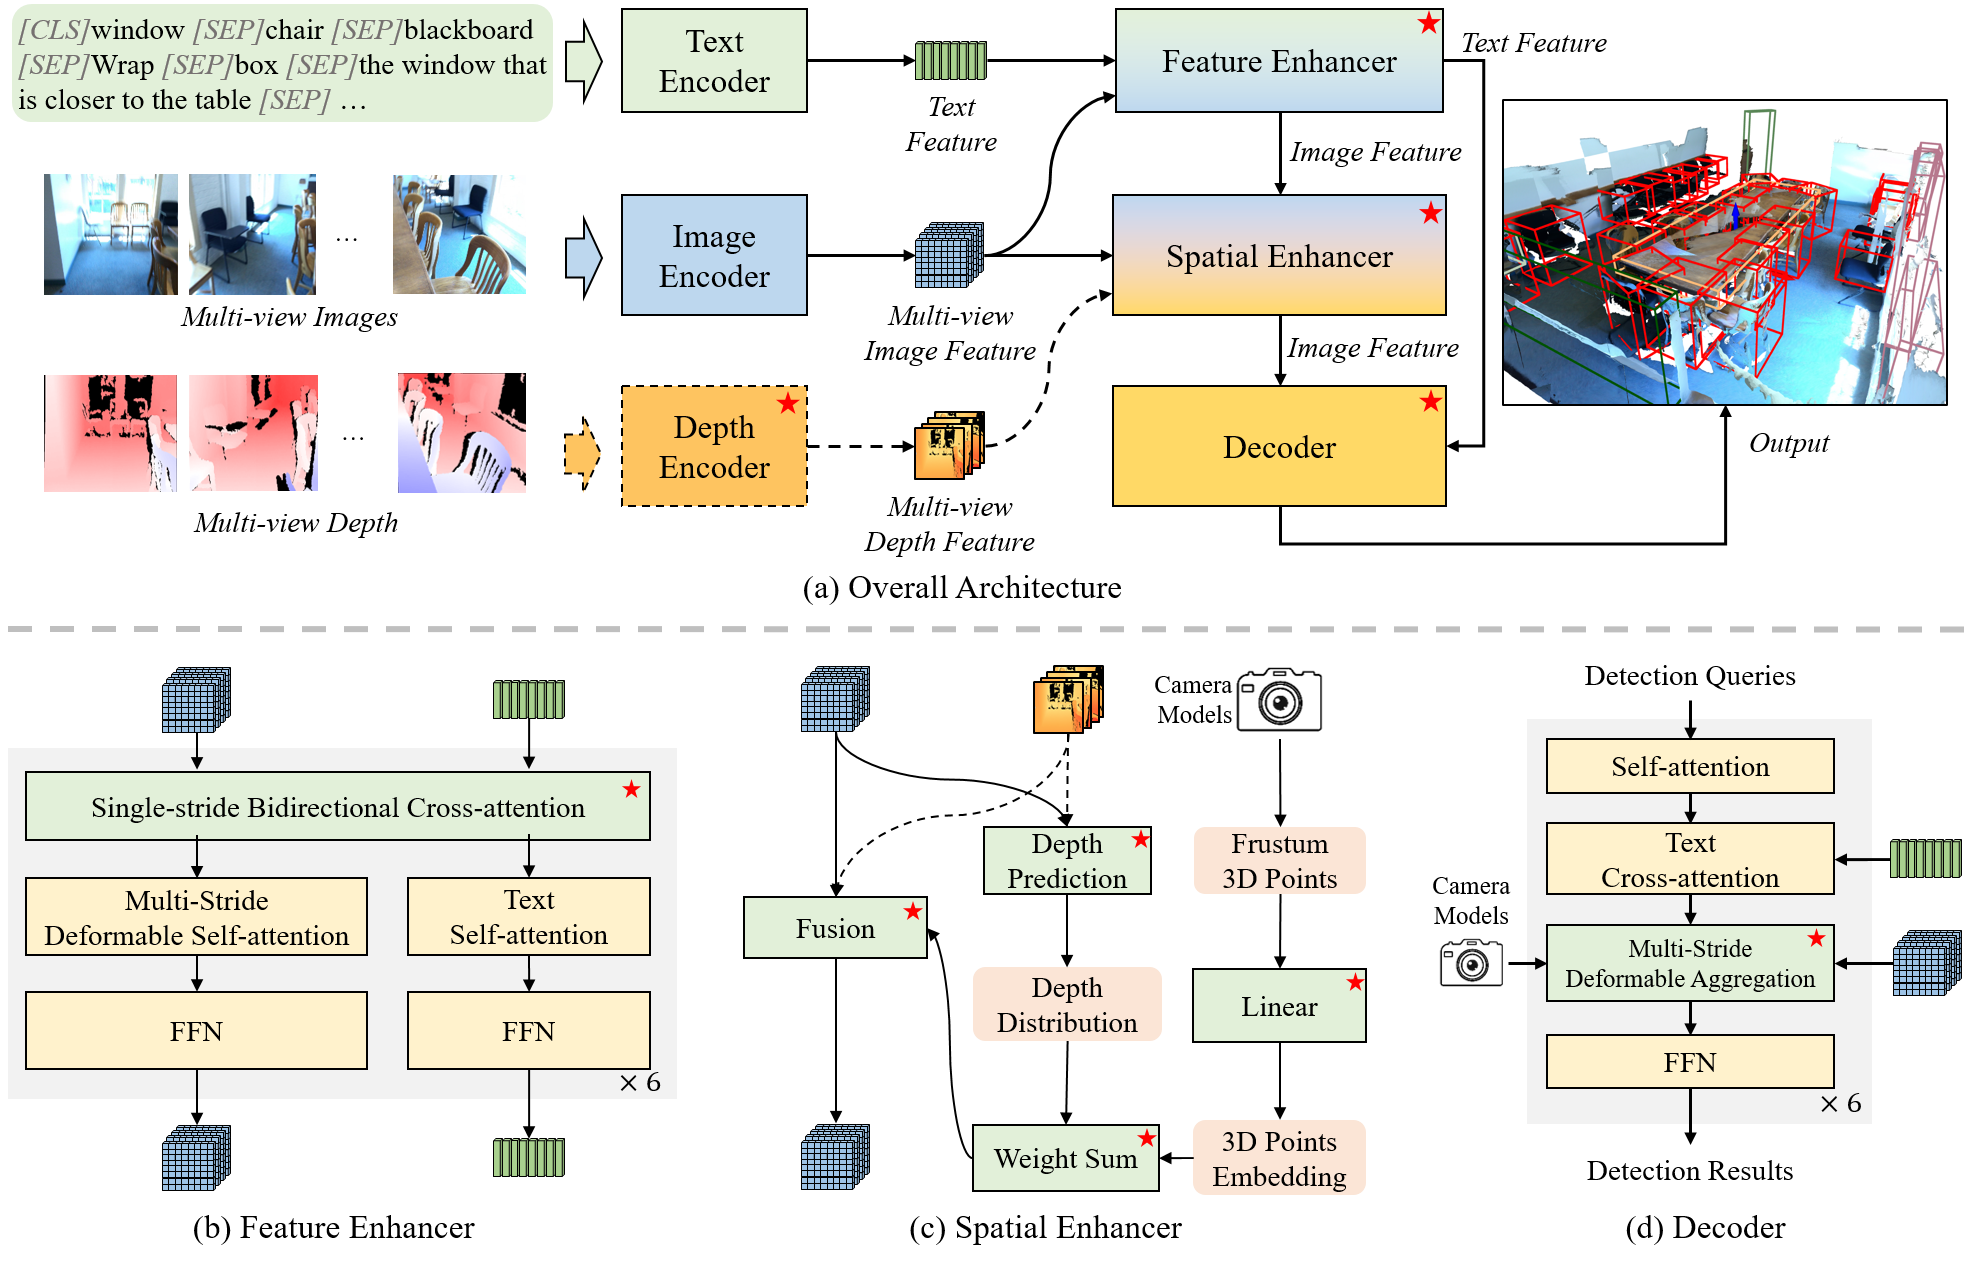 [CLS]window [SEP]chair [SEP]blackboard
[SEP]Wrap [SEP]box [SEP]the window that
is closer to the table [SEP] …
Text
Encoder
Text
Feature
Feature Enhancer
Text Feature
Image Feature
…
Multi-view Images
Image
Encoder
Multi-view
Image Feature
Spatial Enhancer
Image Feature
…
Multi-view Depth
Depth
Encoder
Multi-view
Depth Feature
Decoder
Output
(a) Overall Architecture
Single-stride Bidirectional Cross-attention
Multi-Stride
Deformable Self-attention
Text
Self-attention
FFN
FFN
× 6
(b) Feature Enhancer
Camera
Models
Depth
Prediction
Frustum
3D Points
Fusion
Depth
Distribution
Linear
Weight Sum
3D Points
Embedding
(c) Spatial Enhancer
Detection Queries
Self-attention
Text
Cross-attention
Camera
Models
Multi-Stride
Deformable Aggregation
FFN
× 6
Detection Results
(d) Decoder